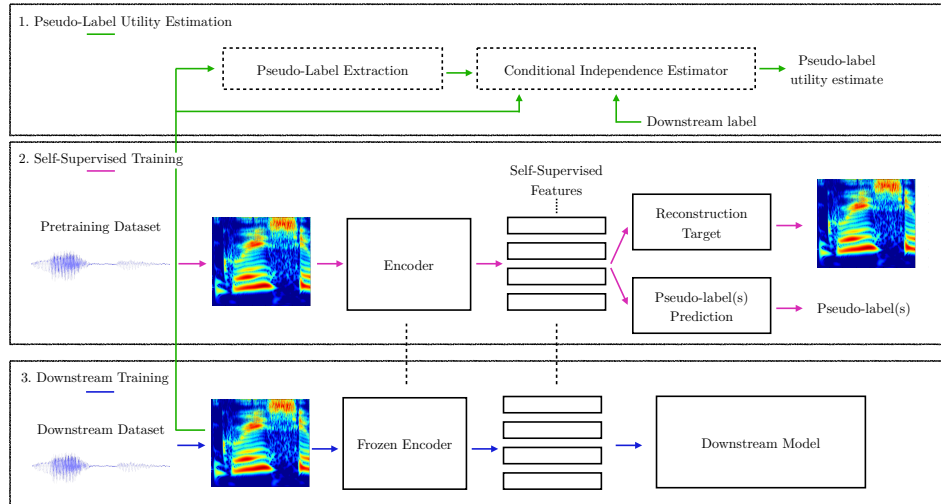 1. Pseudo-Label Utility Estimation
Pseudo-Label Extraction
Conditional Independence Estimator
Pseudo-label
utility estimate
Downstream label
2. Self-Supervised Training
Self-Supervised
Features
Pretraining Dataset
Encoder
Reconstruction
Target
Pseudo-label(s)
Prediction
Pseudo-label(s)
3. Downstream Training
Downstream Dataset
Frozen Encoder
Downstream Model